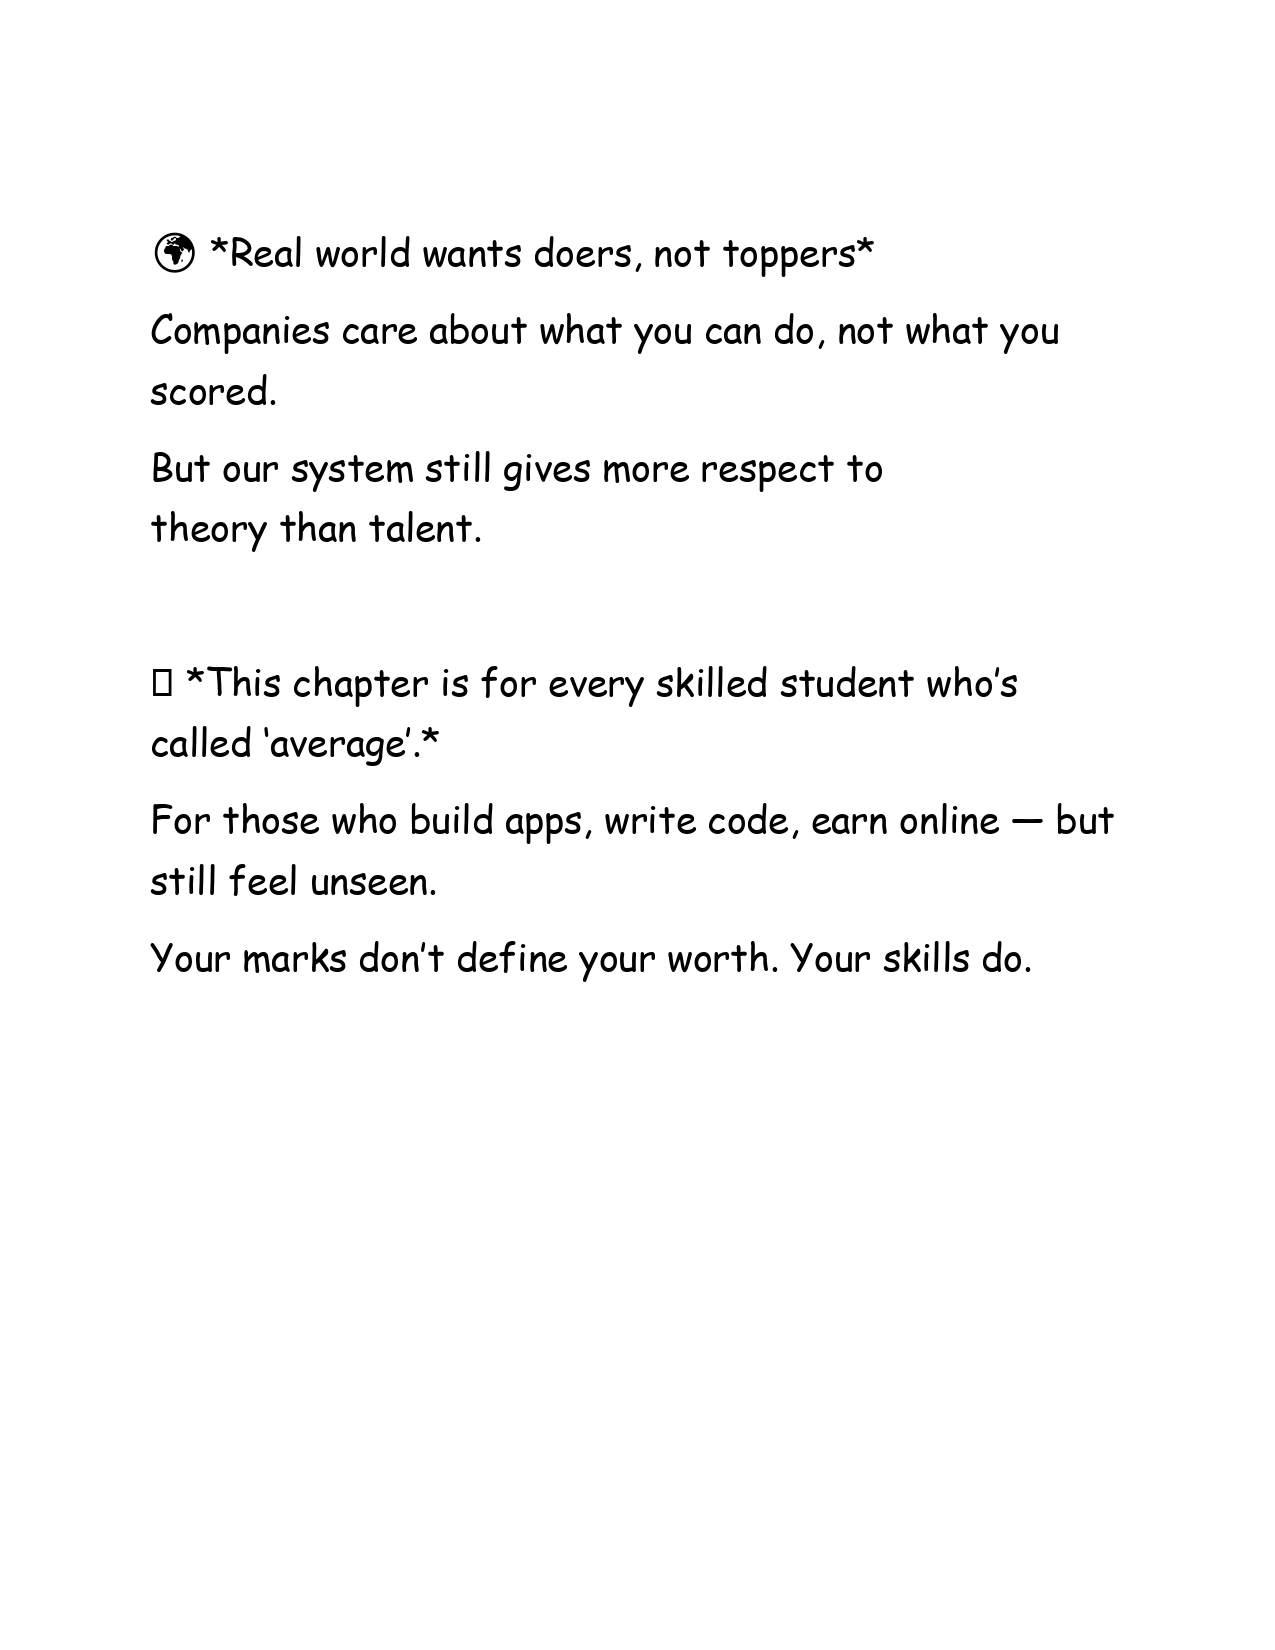 🌍 *Real world wants doers, not toppers*
Companies care about what you can do, not what you
scored.
But our system still gives more respect to
theory than talent.
*This chapter is for every skilled student who’s
called ‘average’.*
For those who build apps, write code, earn online — but
still feel unseen.
Your marks don’t define your worth. Your skills do.